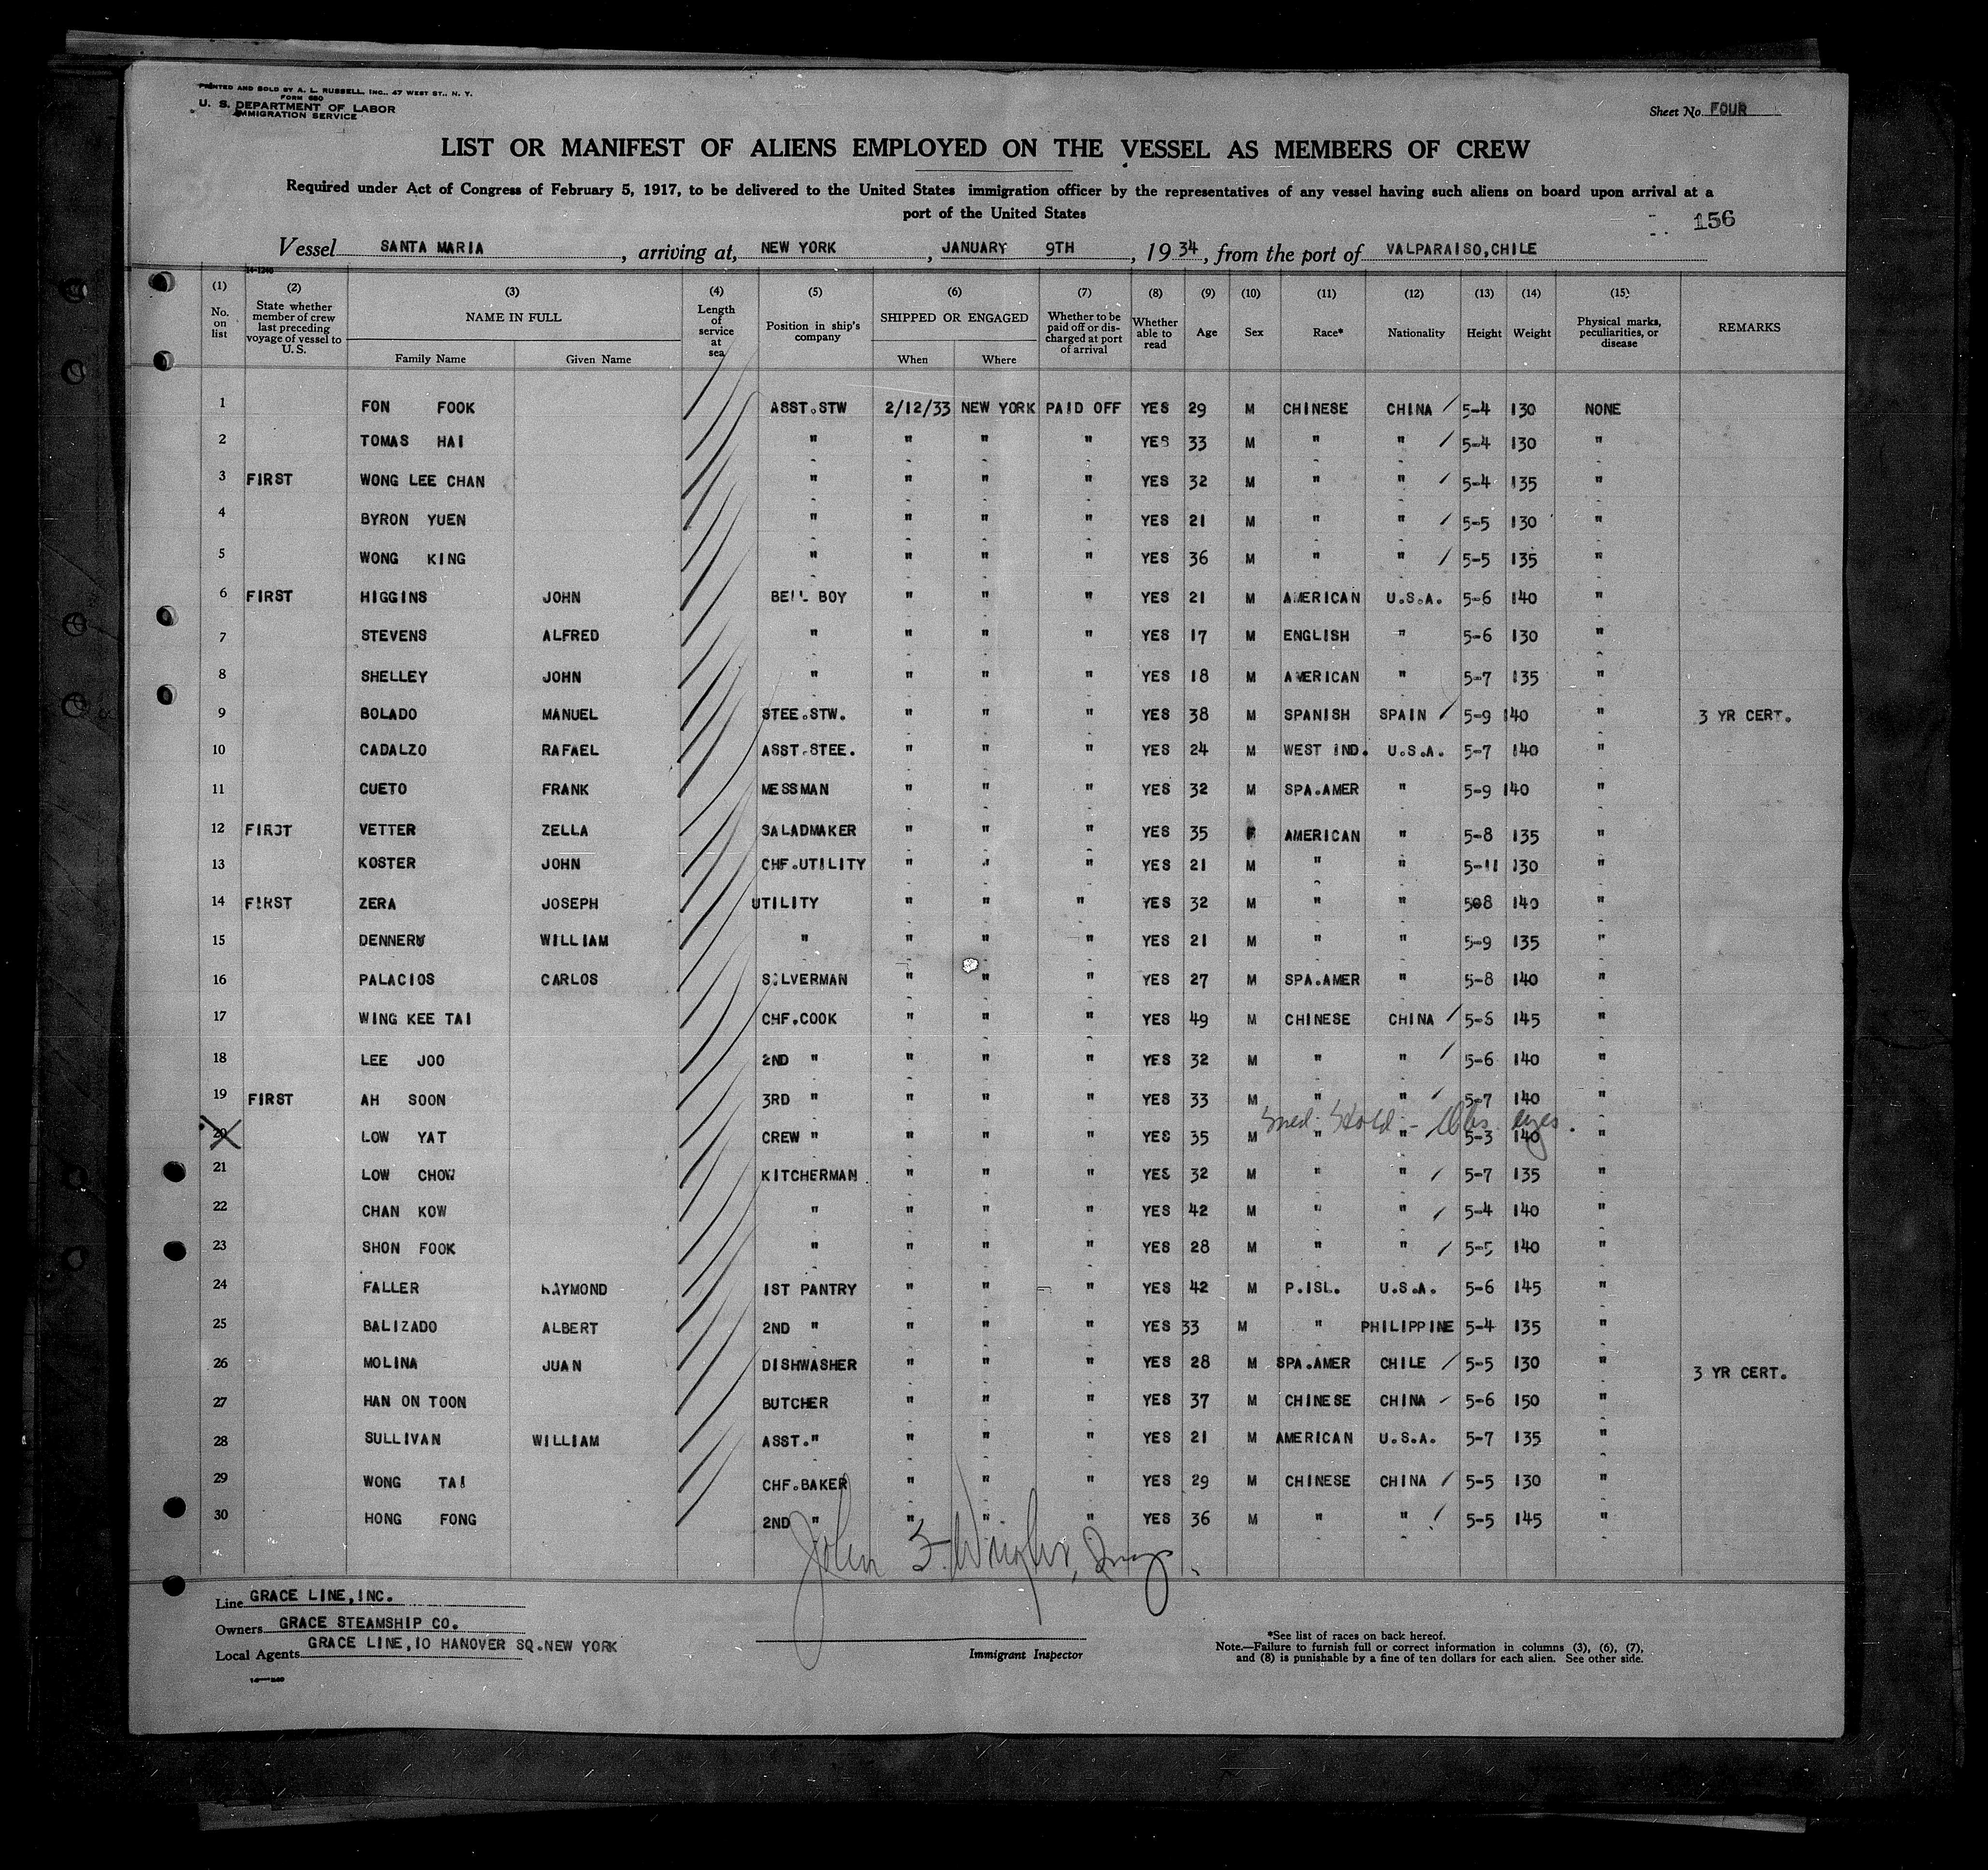 PRINTED AND SOLD BY A. L. RUSSELL, INC., 47 WEST ST., N. Y.
FORM 680
U. S. DEPARTMENT OF LABOR
IMMIGRATION SERVICE
Sheet No. FOUR
LIST OR MANIFEST OF ALIENS EMPLOYED ON THE VESSEL AS MEMBERS OF CREW
Required under Act of Congress of February 5, 1917, to be delivered to the United States immigration officer by the representatives of any vessel having such aliens on board upon arrival at a
port of the United States
156
Vessel SANTA MARIA, arriving at, NEW YORK, JANUARY 9TH, 19 34, from the port of VALPARAISO,CHILE
14-1240
(1) No. on list (2) State whether member of crew last preceding voyage of vessel to U. S. (3) NAME IN FULL Family Name Given Name (4) Length of service at sea (5) Position in ship's company (6) SHIPPED OR ENGAGED When Where (7) Whether to be paid off or discharged at port of arrival (8) Whether able to read (9) Age (10) Sex (11) Race* (12) Nationality (13) Height (14) Weight (15) Physical marks, peculiarities, or disease REMARKS
1 FON FOOK ASST.STW 2/12/33 NEW YORK PAID OFF YES 29 M CHINESE CHINA 5-4 130 NONE
2 TOMAS HAI " " " " YES 33 M " " 5-4 130 "
3 FIRST WONG LEE CHAN " " " " YES 32 M " " 5-4 135 "
4 BYRON YUEN " " " " YES 21 M " " 5-5 130 "
5 WONG KING " " " " YES 36 M " " 5-5 135 "
6 FIRST HIGGINS JOHN BELL BOY " " " YES 21 M AMERICAN U.S.A. 5-6 140 "
7 STEVENS ALFRED " " " " YES 17 M ENGLISH " 5-6 130 "
8 SHELLEY JOHN " " " " YES 18 M AMERICAN " 5-7 135 "
9 BOLADO MANUEL STEE.STW. " " " YES 38 M SPANISH SPAIN 5-9 140 " 3 YR CERT.
10 CADALZO RAFAEL ASST.STEE. " " " YES 24 M WEST IND. U.S.A. 5-7 140 "
11 CUETO FRANK MESSMAN " " " YES 32 M SPA.AMER " 5-9 140 "
12 FIRST VETTER ZELLA SALADMAKER " " " YES 35 F AMERICAN " 5-8 135 "
13 KOSTER JOHN CHF.UTILITY " " " YES 21 M " " 5-11 130 "
14 FIRST ZERA JOSEPH UTILITY " " " YES 32 M " " 5-8 140 "
15 DENNERY WILLIAM " " " " YES 21 M " " 5-9 135 "
16 PALACIOS CARLOS SILVERMAN " " " YES 27 M SPA.AMER " 5-8 140 "
17 WING KEE TAI CHF.COOK " " " YES 49 M CHINESE CHINA 5-6 145 "
18 LEE JOO 2ND " " " " YES 32 M " " 5-6 140 "
19 FIRST AH SOON 3RD " " " " YES 33 M " " 5-7 140 "
Med. Hold - Obs. eyes.
20 LOW YAT CREW " " " " YES 35 M " " 5-3 140 "
21 LOW CHOW KITCHERMAN " " " YES 32 M " " 5-7 135 "
22 CHAN KOW " " " " YES 42 M " " 5-4 140 "
23 SHON FOOK " " " " YES 28 M " " 5-5 140 "
24 FALLER RAYMOND 1ST PANTRY " " " YES 42 M P.ISL. U.S.A. 5-6 145 "
25 BALIZADO ALBERT 2ND " " " " YES 33 M " PHILIPPINE 5-4 135 "
26 MOLINA JUAN DISHWASHER " " " YES 28 M SPA.AMER CHILE 5-5 130 " 3 YR CERT.
27 HAN ON TOON BUTCHER " " " YES 37 M CHINESE CHINA 5-6 150 "
28 SULLIVAN WILLIAM ASST." " " " YES 21 M AMERICAN U.S.A. 5-7 135 "
29 WONG TAI CHF.BAKER " " " YES 29 M CHINESE CHINA 5-5 130 "
30 HONG FONG 2ND " " " " YES 36 M " " 5-5 145 "
John F. Wright, Insp.
Line GRACE LINE,INC.
Owners GRACE STEAMSHIP CO.
Local Agents GRACE LINE,10 HANOVER SQ.NEW YORK
Immigrant Inspector
*See list of races on back hereof.
Note.—Failure to furnish full or correct information in columns (3), (6), (7),
and (8) is punishable by a fine of ten dollars for each alien. See other side.